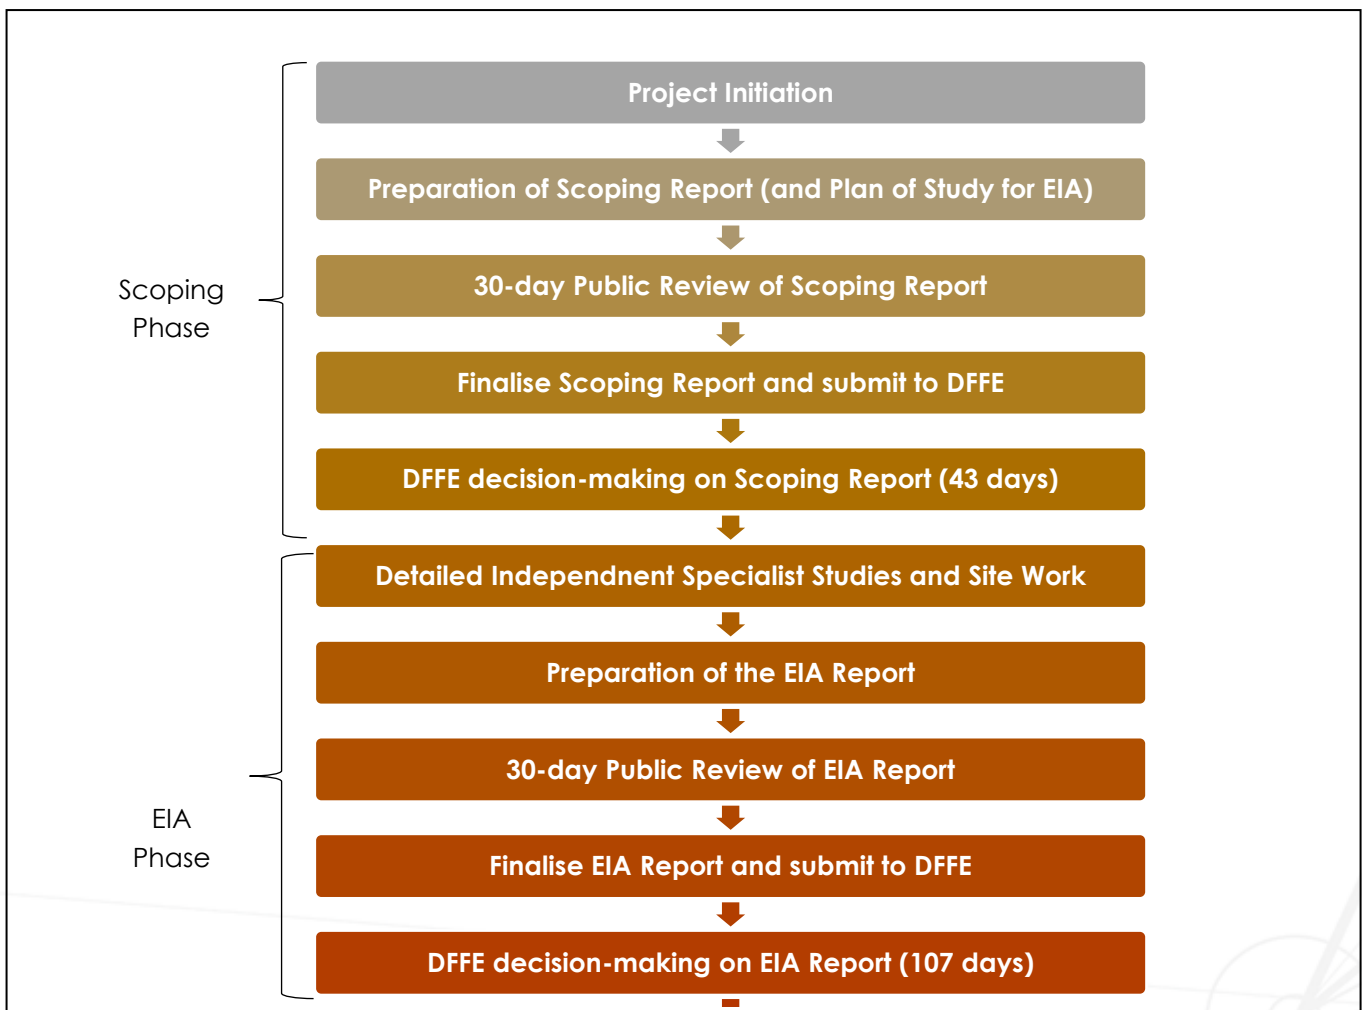 Project Initiation
Preparation of Scoping Report (and Plan of Study for EIA)
30-day Public Review of Scoping Report
Scoping
Phase
Finalise Scoping Report and submit to DFFE
DFFE decision-making on Scoping Report (43 days)
Detailed Independnent Specialist Studies and Site Work
Preparation of the EIA Report
30-day Public Review of EIA Report
EIA
Phase
Finalise EIA Report and submit to DFFE
DFFE decision-making on EIA Report (107 days)